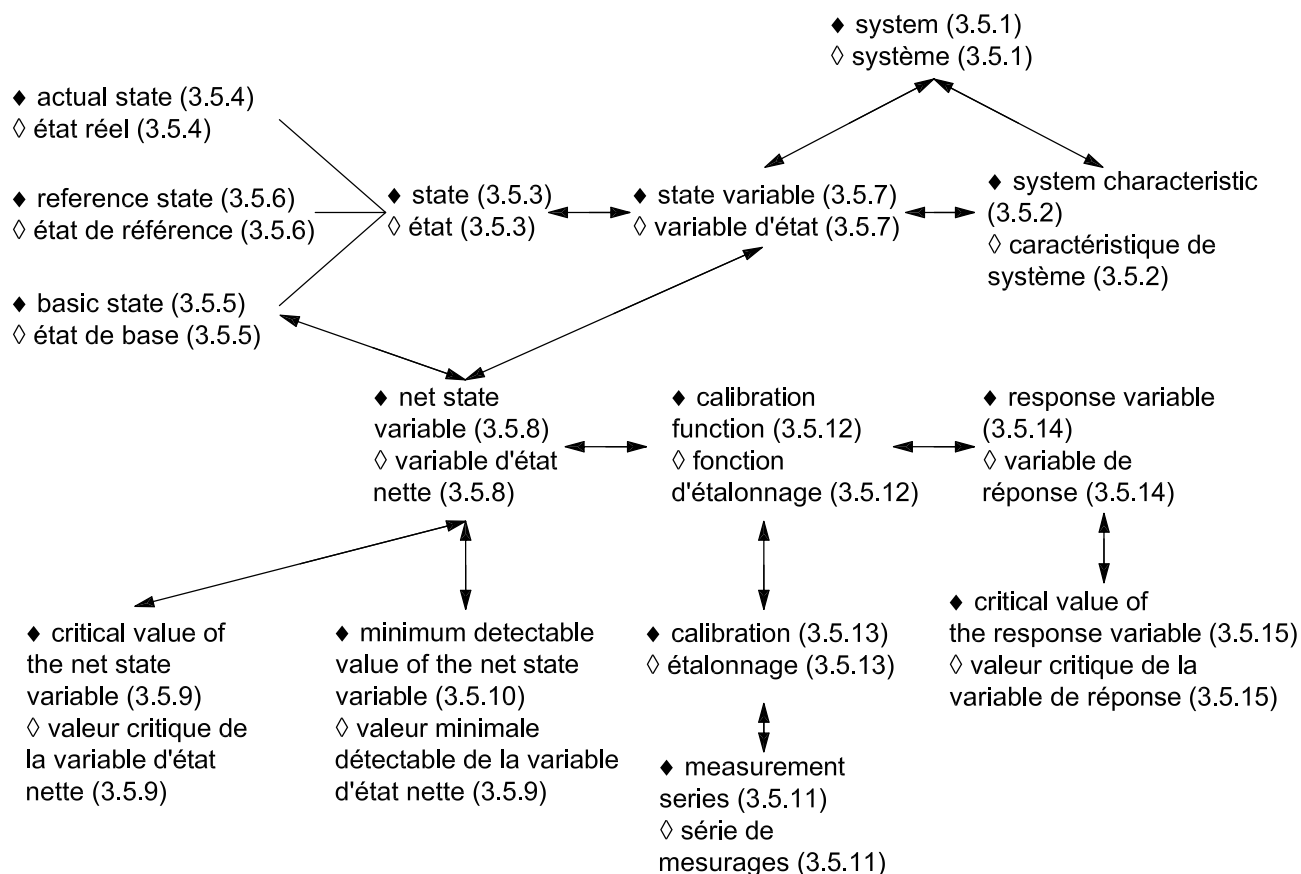 ♦ system (3.5.1)
◊ système (3.5.1)
♦ actual state (3.5.4)
◊ état réel (3.5.4)
♦ reference state (3.5.6)
◊ état de référence (3.5.6)
♦ basic state (3.5.5)
◊ état de base (3.5.5)
♦ state (3.5.3)
◊ état (3.5.3)
♦ state variable (3.5.7)
◊ variable d'état (3.5.7)
♦ system characteristic
(3.5.2)
◊ caractéristique de
système (3.5.2)
♦ net state
variable (3.5.8)
◊ variable d'état
nette (3.5.8)
♦ calibration
function (3.5.12)
◊ fonction
d'étalonnage (3.5.12)
♦ response variable
(3.5.14)
◊ variable de
réponse (3.5.14)
♦ critical value of
the net state
variable (3.5.9)
◊ valeur critique de
la variable d'état
nette (3.5.9)
♦ minimum detectable
value of the net state
variable (3.5.10)
◊ valeur minimale
détectable de la variable
d'état nette (3.5.9)
♦ calibration (3.5.13)
◊ étalonnage (3.5.13)
♦ critical value of
the response variable (3.5.15)
◊ valeur critique de la
variable de réponse (3.5.15)
♦ measurement
series (3.5.11)
◊ série de
mesurages (3.5.11)